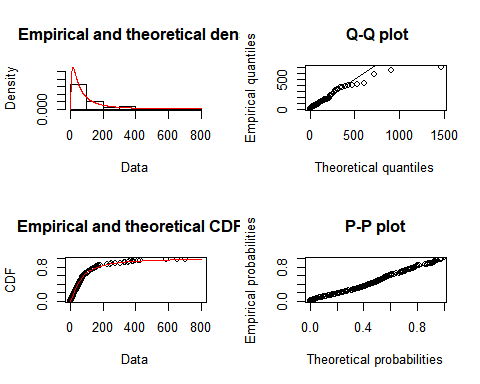 Empirical and theoretical den
Density
0.000
0 200 400 600 800
Data
Q-Q plot
Empirical quantiles
0 500
0 500 1000 1500
Theoretical quantiles
Empirical and theoretical CDF
CDF
0.0 0.8
0 200 400 600 800
Data
P-P plot
Empirical probabilities
0.0 0.8
0.0 0.4 0.8
Theoretical probabilities